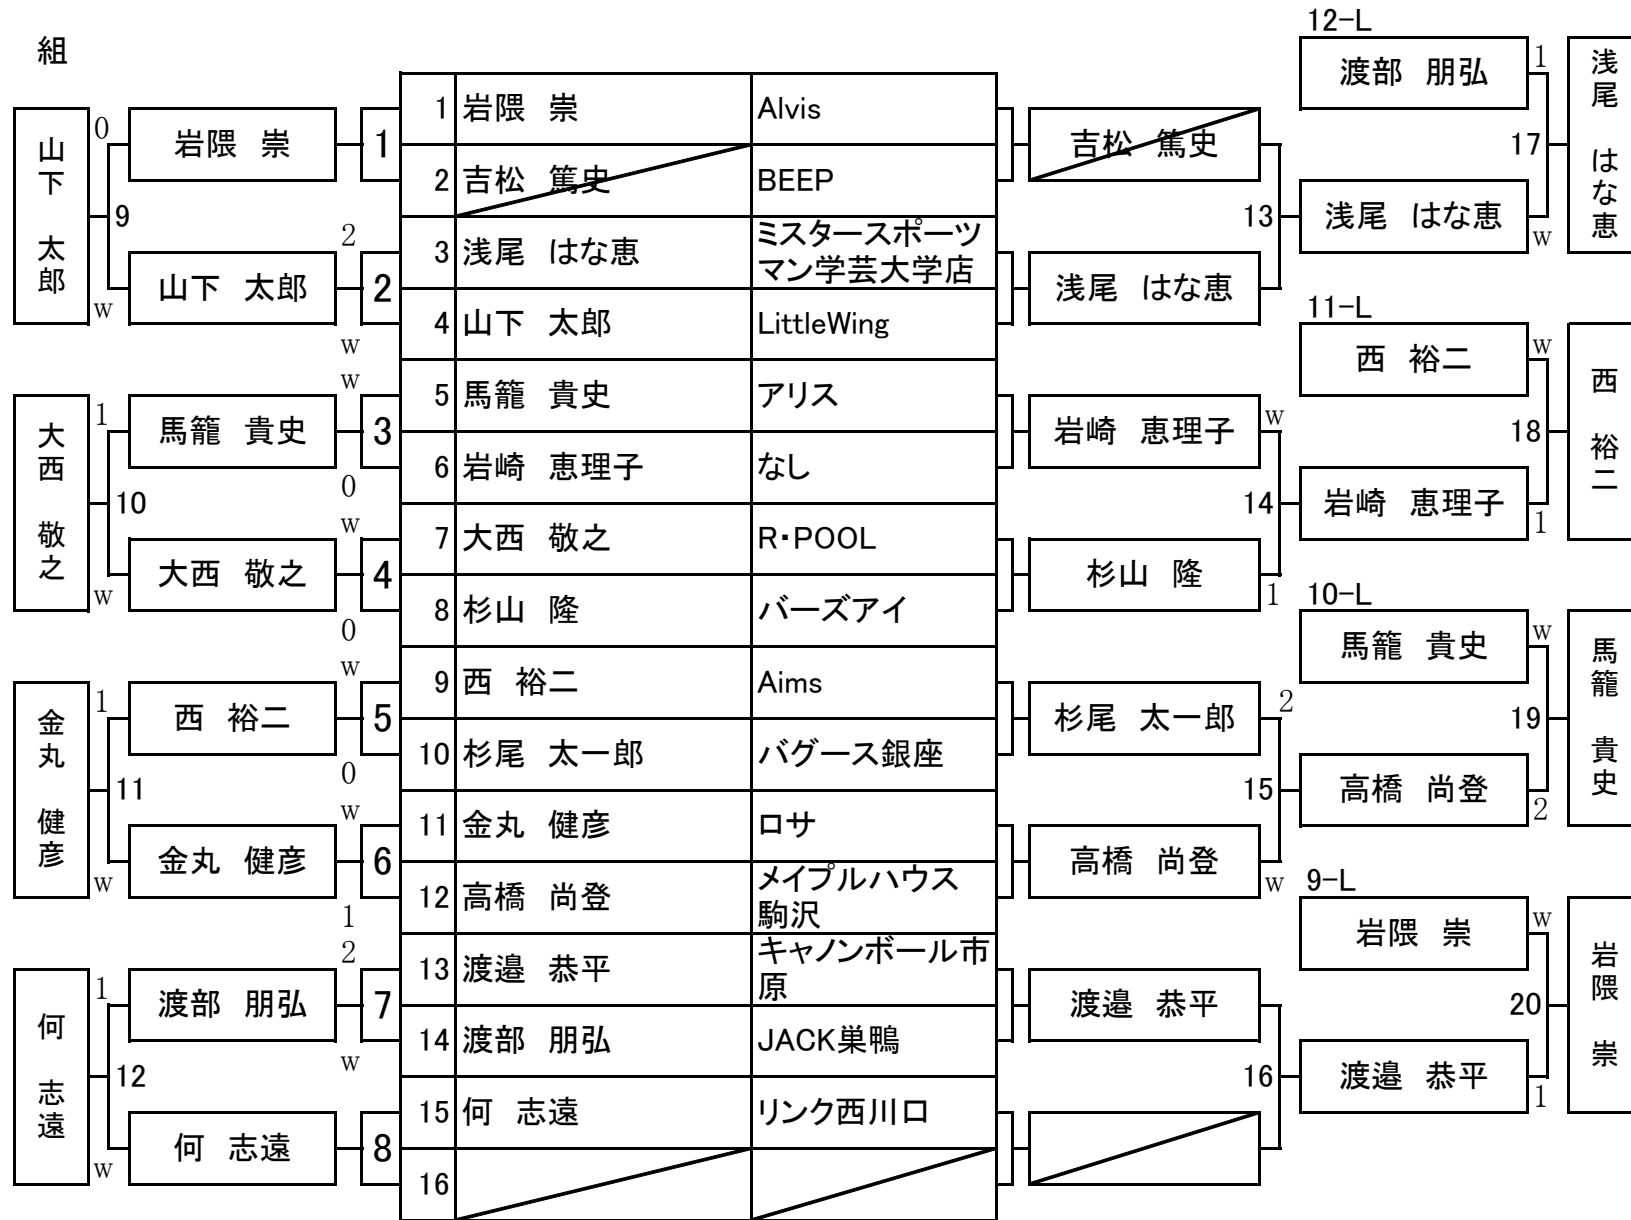 組
山下 太郎
大西 敬之
金丸 健彦
何 志遠
0
9
w
1
10
w
1
11
w
1
12
w
岩隈 崇
山下 太郎
馬籠 貴史
大西 敬之
西 裕二
金丸 健彦
渡部 朋弘
何 志遠
1
2
2
w
w
3
0
w
4
0
w
5
0
w
6
1
2
7
w
8
1 岩隈 崇 Alvis
2 吉松 篤史 BEEP
3 浅尾 はな恵 ミスタースポーツ
マン学芸大学店
4 山下 太郎 LittleWing
5 馬籠 貴史 アリス
6 岩崎 恵理子 なし
7 大西 敬之 R・POOL
8 杉山 隆 バーズアイ
9 西 裕二 Aims
10 杉尾 太一郎 バグース銀座
11 金丸 健彦 ロサ
12 高橋 尚登 メイプルハウス
駒沢
13 渡邉 恭平 キャノンボール市
原
14 渡部 朋弘 JACK巣鴨
15 何 志遠 リンク西川口
16
吉松 篤史
浅尾 はな恵
岩崎 恵理子
杉山 隆
杉尾 太一郎
高橋 尚登
渡邉 恭平
13
w
14
1
2
15
w
16
12-L
渡部 朋弘
1
17
浅尾 はな恵
w
11-L
西 裕二
w
18
岩崎 恵理子
1
10-L
馬籠 貴史
w
19
高橋 尚登
2
9-L
岩隈 崇
w
20
渡邉 恭平
1
浅尾 はな恵
西 裕二
馬籠 貴史
岩隈 崇